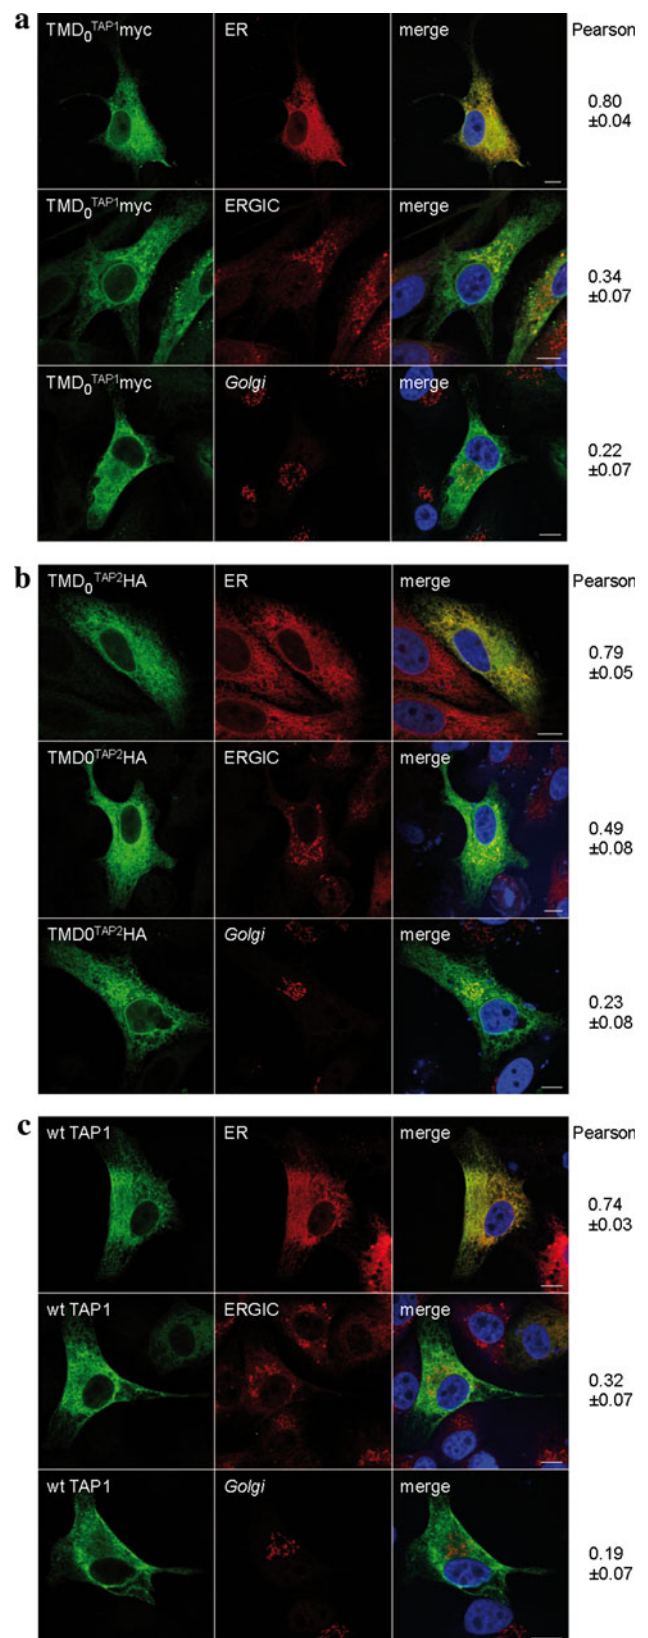 a
TMD₀ᵀᴬᴾ¹myc ER merge Pearson
0.80
±0.04
TMD₀ᵀᴬᴾ¹myc ERGIC merge
0.34
±0.07
TMD₀ᵀᴬᴾ¹myc Golgi merge
0.22
±0.07
b
TMD₀ᵀᴬᴾ²HA ER merge Pearson
0.79
±0.05
TMD0ᵀᴬᴾ²HA ERGIC merge
0.49
±0.08
TMD0ᵀᴬᴾ²HA Golgi merge
0.23
±0.08
c
wt TAP1 ER merge Pearson
0.74
±0.03
wt TAP1 ERGIC merge
0.32
±0.07
wt TAP1 Golgi merge
0.19
±0.07